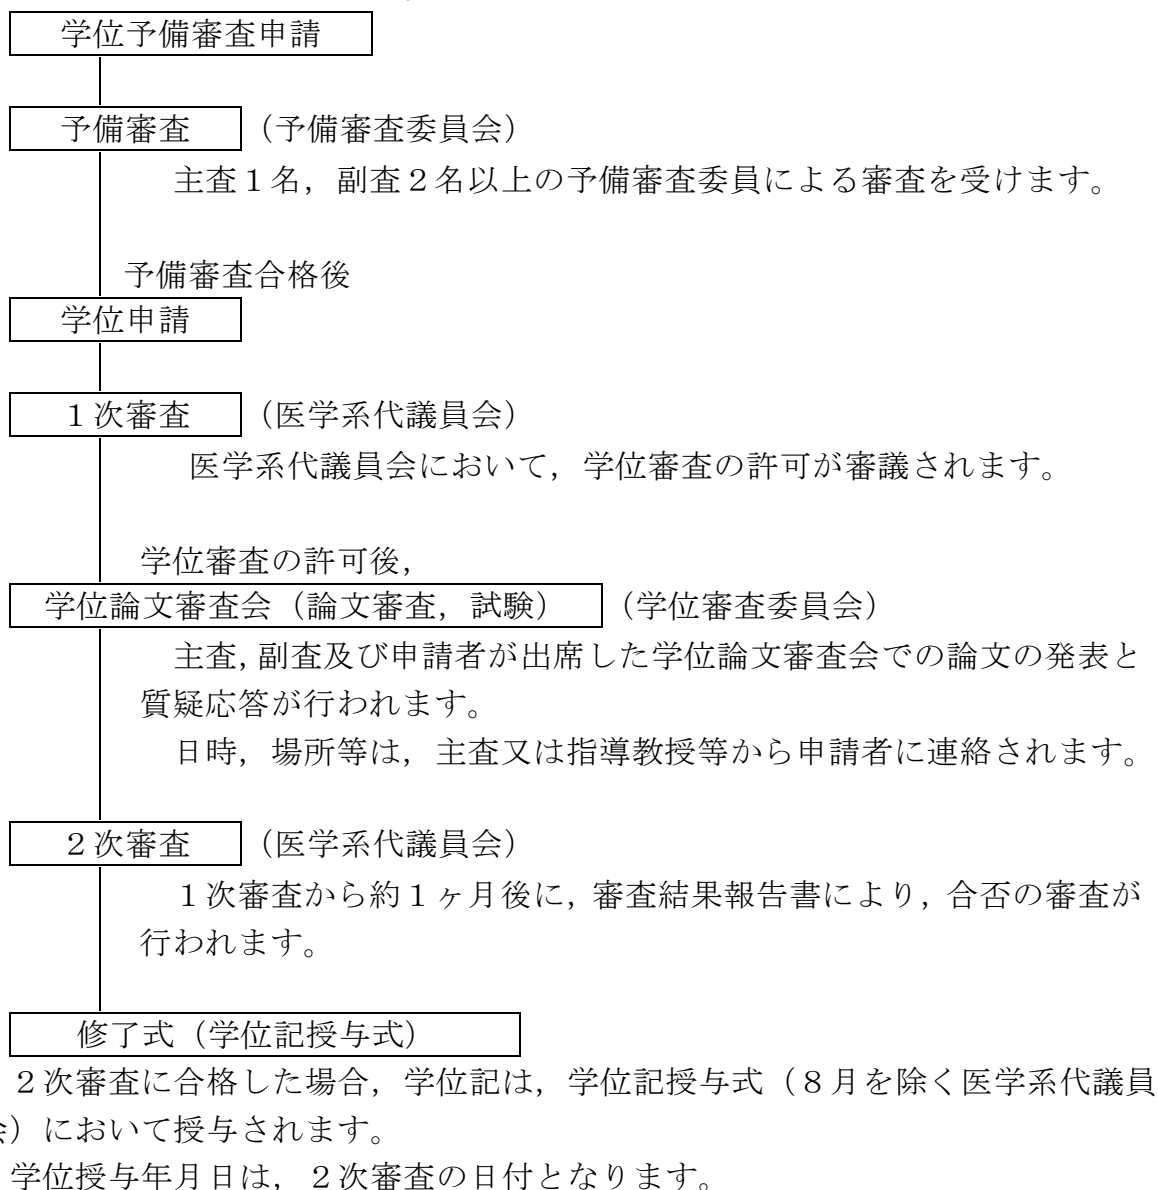 学位予備審査申請
予備審査 （予備審査委員会）
主査１名，副査２名以上の予備審査委員による審査を受けます。
予備審査合格後
学位申請
１次審査 （医学系代議員会）
医学系代議員会において，学位審査の許可が審議されます。
学位審査の許可後，
学位論文審査会（論文審査，試験） （学位審査委員会）
主査，副査及び申請者が出席した学位論文審査会での論文の発表と
質疑応答が行われます。
日時，場所等は，主査又は指導教授等から申請者に連絡されます。
２次審査 （医学系代議員会）
１次審査から約１ヶ月後に，審査結果報告書により，合否の審査が
行われます。
修了式（学位記授与式）
２次審査に合格した場合，学位記は，学位記授与式（８月を除く医学系代議員
会）において授与されます。
学位授与年月日は，２次審査の日付となります。